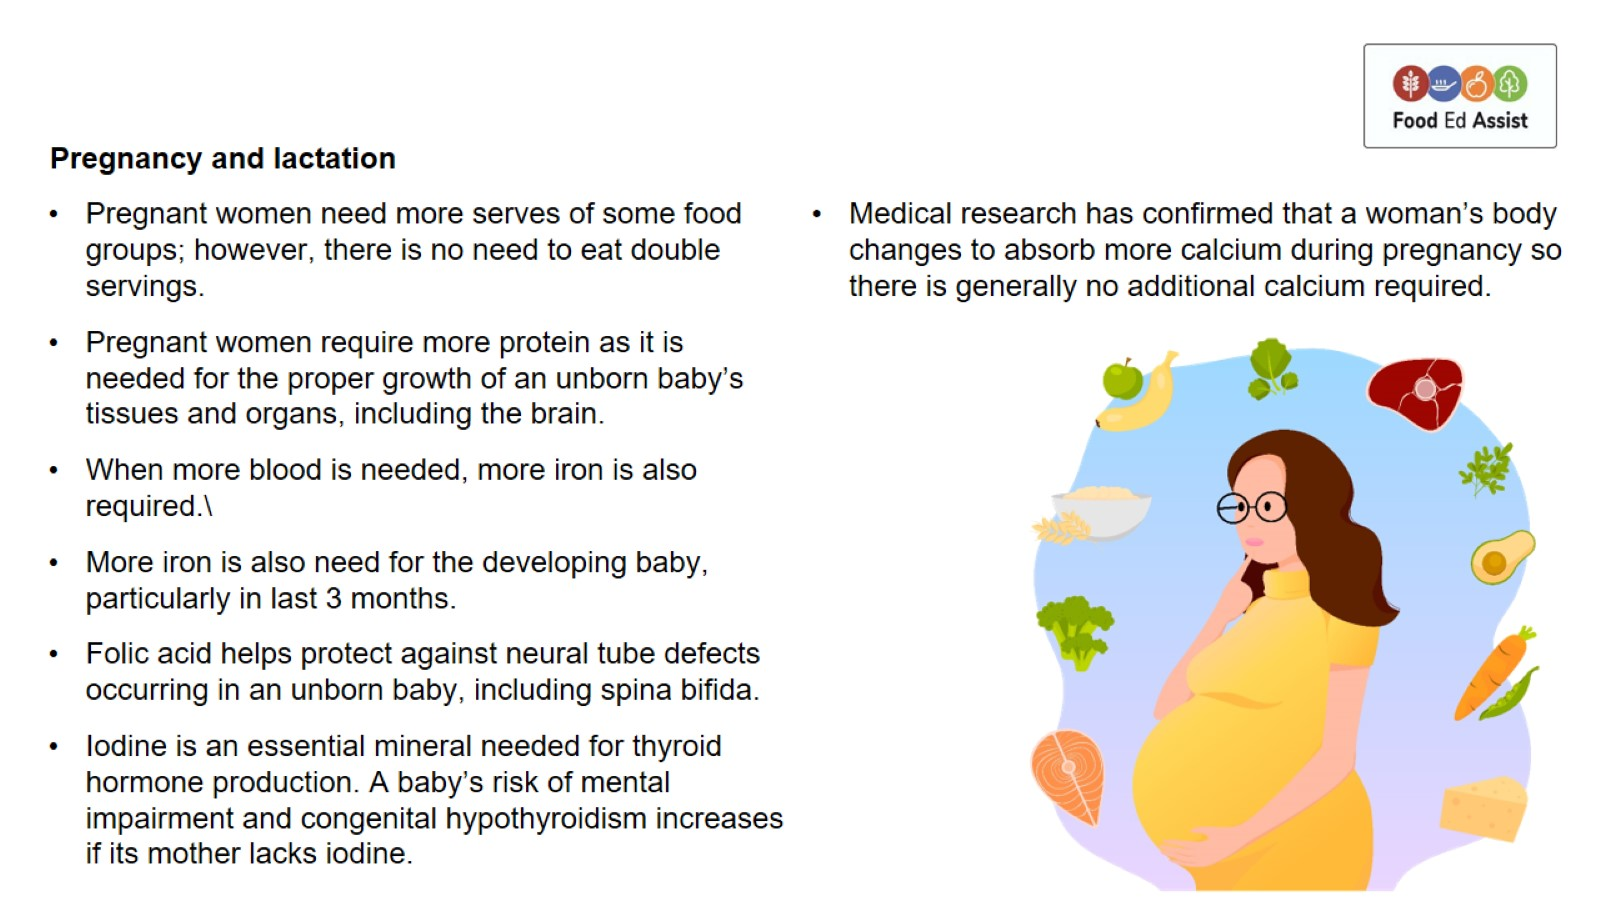 Food Ed Assist
Pregnancy and lactation
• Pregnant women need more serves of some food
groups; however, there is no need to eat double
servings.
• Pregnant women require more protein as it is
needed for the proper growth of an unborn baby’s
tissues and organs, including the brain.
• When more blood is needed, more iron is also
required.\
• More iron is also need for the developing baby,
particularly in last 3 months.
• Folic acid helps protect against neural tube defects
occurring in an unborn baby, including spina bifida.
• Iodine is an essential mineral needed for thyroid
hormone production. A baby’s risk of mental
impairment and congenital hypothyroidism increases
if its mother lacks iodine.
• Medical research has confirmed that a woman’s body
changes to absorb more calcium during pregnancy so
there is generally no additional calcium required.